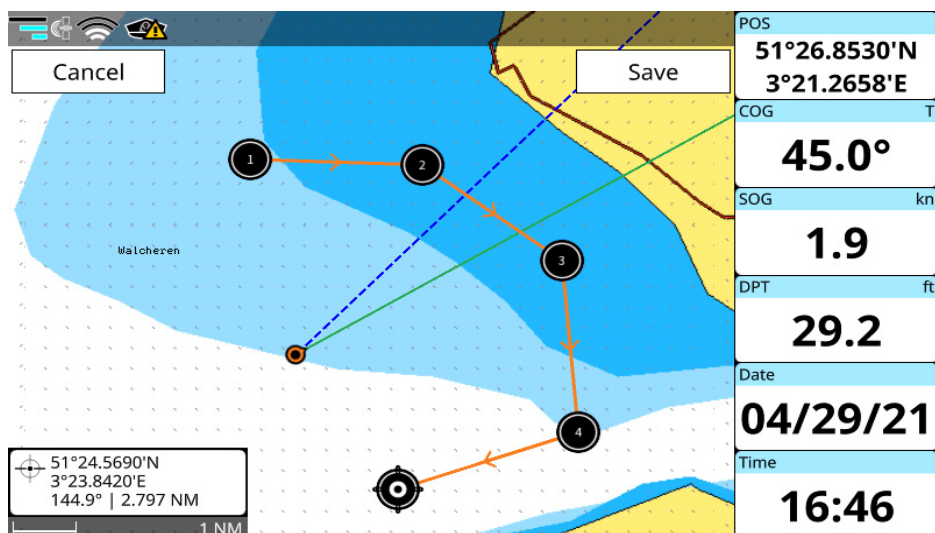 Cancel
Save
POS
51°26.8530'N
3°21.2658'E
COG T
45.0°
SOG kn
1.9
DPT ft
29.2
Date
04/29/21
Time
16:46
1
2
3
4
Walcheren
51°24.5690'N
3°23.8420'E
144.9° | 2.797 NM
1 NM